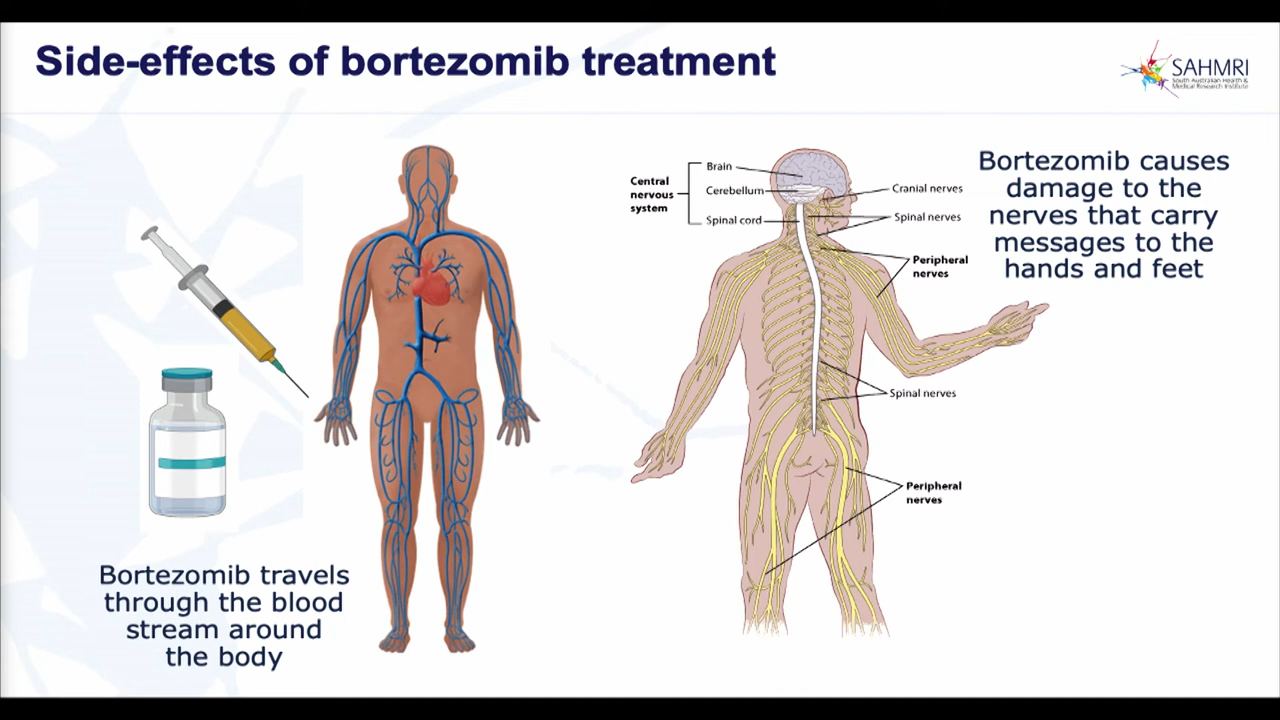 Side-effects of bortezomib treatment
SAHMRI
South Australian Health &
Medical Research Institute
Bortezomib travels
through the blood
stream around
the body
Central
nervous
system
Brain
Cerebellum
Spinal cord
Cranial nerves
Spinal nerves
Peripheral
nerves
Spinal nerves
Peripheral
nerves
Bortezomib causes
damage to the
nerves that carry
messages to the
hands and feet